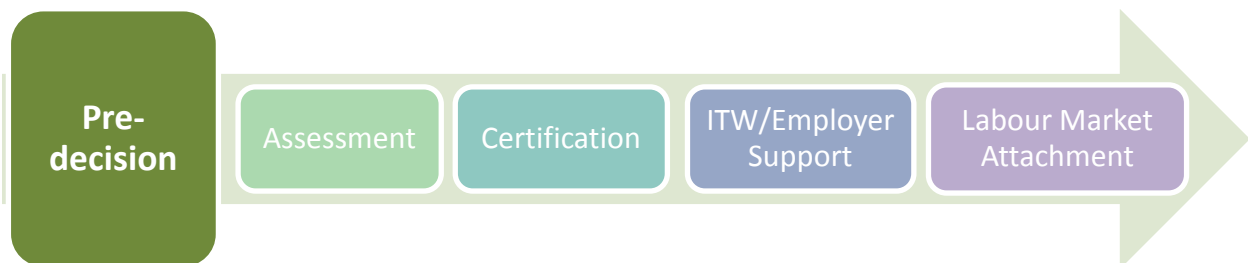 Pre-
decision
Assessment
Certification
ITW/Employer
Support
Labour Market
Attachment